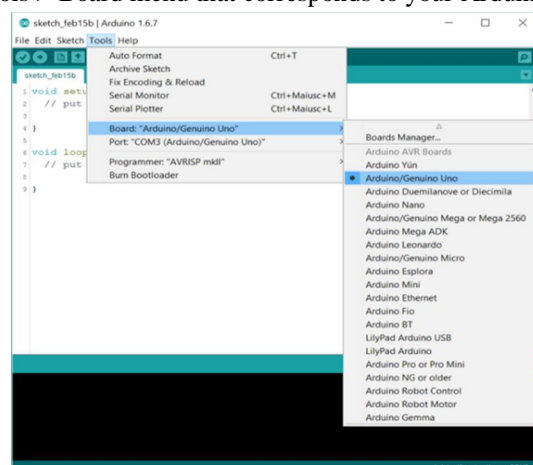 ols > Board menu that corresponds to your Ardui
sketch_feb15b | Arduino 1.6.7
File Edit Sketch Tools Help
sketch_feb15b
1 void setu
2 // put
3
4 }
5
6 void loop
7 // put
8
9 }
Auto Format Ctrl+T
Archive Sketch
Fix Encoding & Reload
Serial Monitor Ctrl+Maiusc+M
Serial Plotter Ctrl+Maiusc+L
Board: "Arduino/Genuino Uno"
Port: "COM3 (Arduino/Genuino Uno)"
Programmer: "AVRISP mkII"
Burn Bootloader
Boards Manager...
Arduino AVR Boards
Arduino Yún
Arduino/Genuino Uno
Arduino Duemilanove or Diecimila
Arduino Nano
Arduino/Genuino Mega or Mega 2560
Arduino Mega ADK
Arduino Leonardo
Arduino/Genuino Micro
Arduino Esplora
Arduino Mini
Arduino Ethernet
Arduino Fio
Arduino BT
LilyPad Arduino USB
LilyPad Arduino
Arduino Pro or Pro Mini
Arduino NG or older
Arduino Robot Control
Arduino Robot Motor
Arduino Gemma